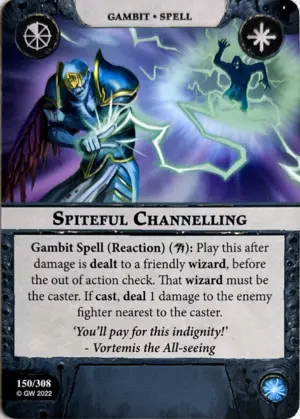 GAMBIT • SPELL
SPITEFUL CHANNELLING
Gambit Spell (Reaction) (): Play this after
damage is dealt to a friendly wizard, before
the out of action check. That wizard must be
the caster. If cast, deal 1 damage to the enemy
fighter nearest to the caster.
'You'll pay for this indignity!'
- Vortemis the All-seeing
150/308
© GW 2022